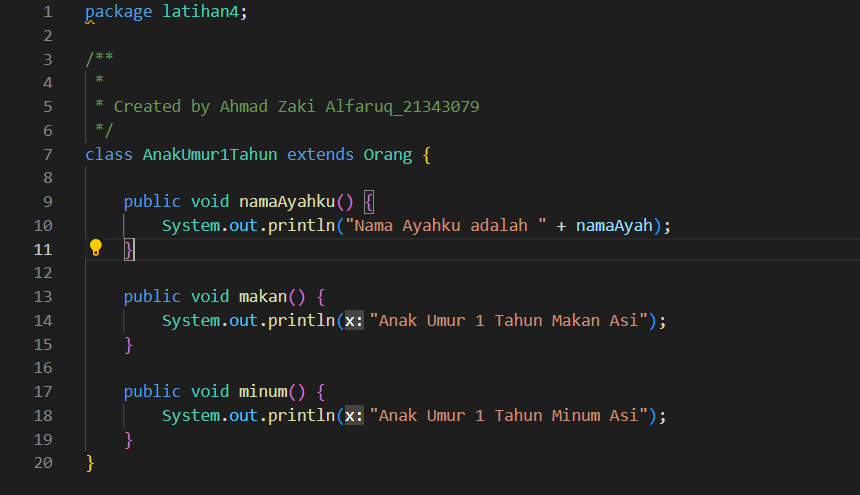 1 package latihan4;
2
3 /**
4 *
5 * Created by Ahmad Zaki Alfaruq_21343079
6 */
7 class AnakUmur1Tahun extends Orang {
8
9 public void namaAyahku() {
10 System.out.println("Nama Ayahku adalah " + namaAyah);
11 }
12
13 public void makan() {
14 System.out.println(x: "Anak Umur 1 Tahun Makan Asi");
15 }
16
17 public void minum() {
18 System.out.println(x: "Anak Umur 1 Tahun Minum Asi");
19 }
20 }